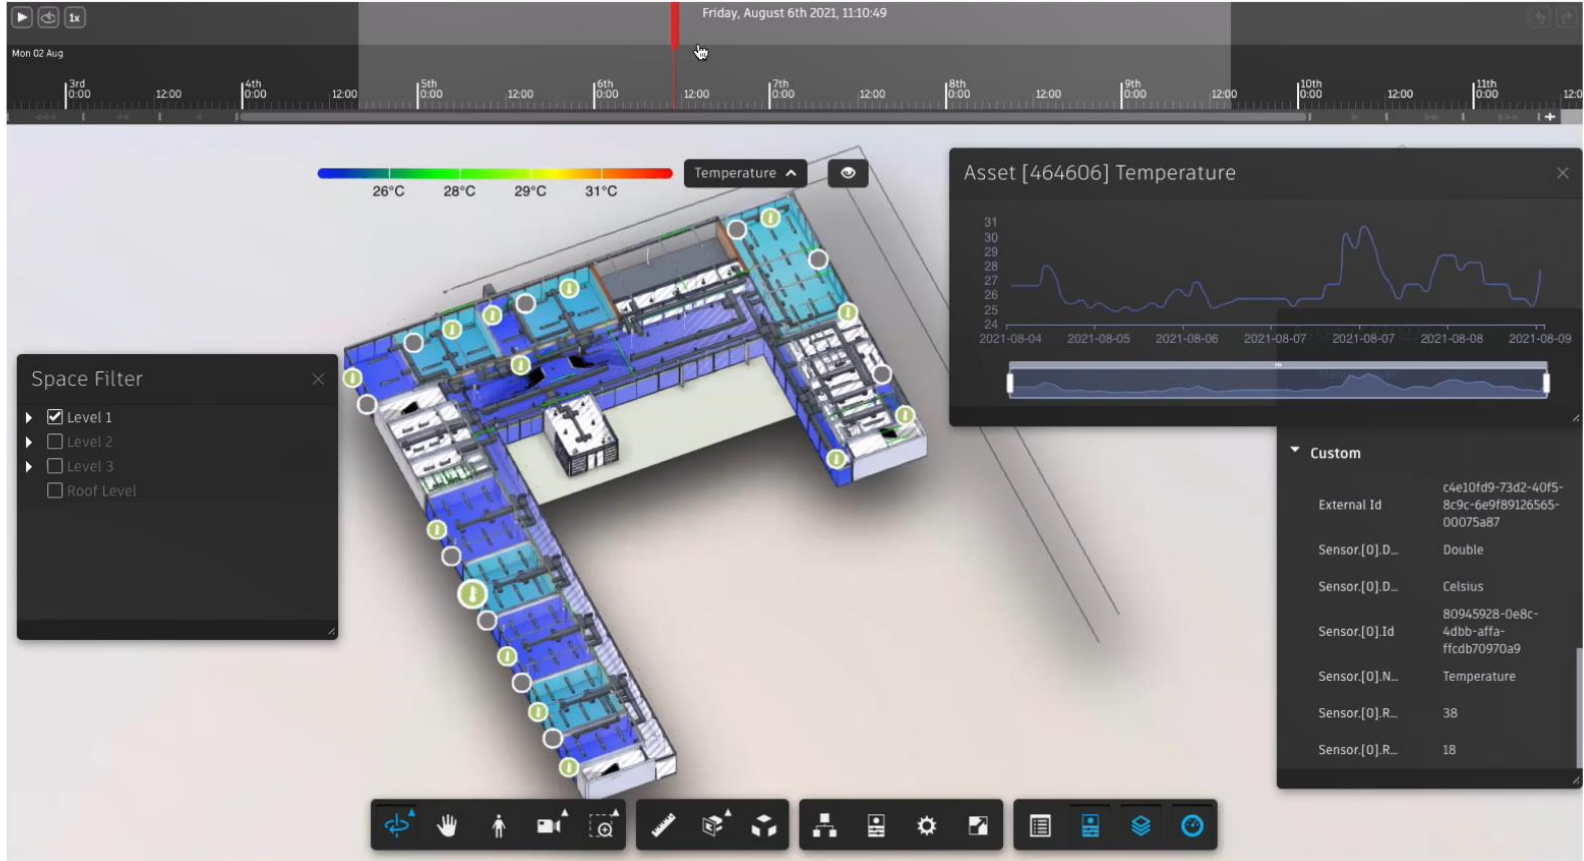 1x
Friday, August 6th 2021, 11:10:49
Mon 02 Aug
3rd
0:00
12:00
4th
0:00
12:00
5th
0:00
12:00
6th
0:00
12:00
7th
0:00
12:00
8th
0:00
12:00
9th
0:00
12:00
10th
0:00
12:00
11th
0:00
12:0
26°C 28°C 29°C 31°C
Temperature
Asset [464606] Temperature
31
30
29
28
27
26
25
24
2021-08-04 2021-08-05 2021-08-06 2021-08-07 2021-08-07 2021-08-08 2021-08-09
Space Filter
Level 1
Level 2
Level 3
Roof Level
Custom
External Id
c4e10fd9-73d2-40f5-
8c9c-6e9f89126565-
00075a87
Sensor.[0].D... Double
Sensor.[0].D... Celsius
Sensor.[0].Id
80945928-0e8c-
4dbb-affa-
ffcdb70970a9
Sensor.[0].N... Temperature
Sensor.[0].R... 38
Sensor.[0].R... 18